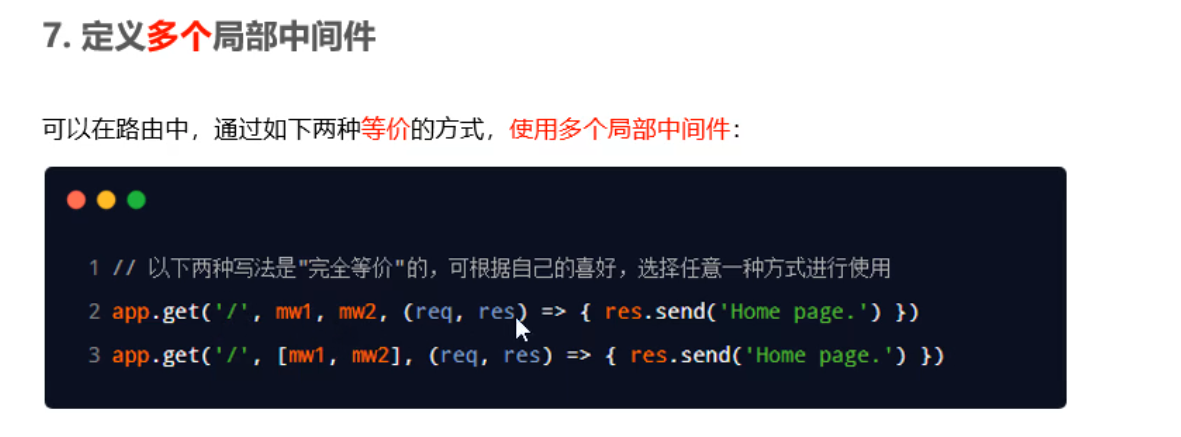 7. 定义多个局部中间件
可以在路由中，通过如下两种等价的方式，使用多个局部中间件：
1 // 以下两种写法是"完全等价"的，可根据自己的喜好，选择任意一种方式进行使用
2 app.get('/', mw1, mw2, (req, res) => { res.send('Home page.') })
3 app.get('/', [mw1, mw2], (req, res) => { res.send('Home page.') })